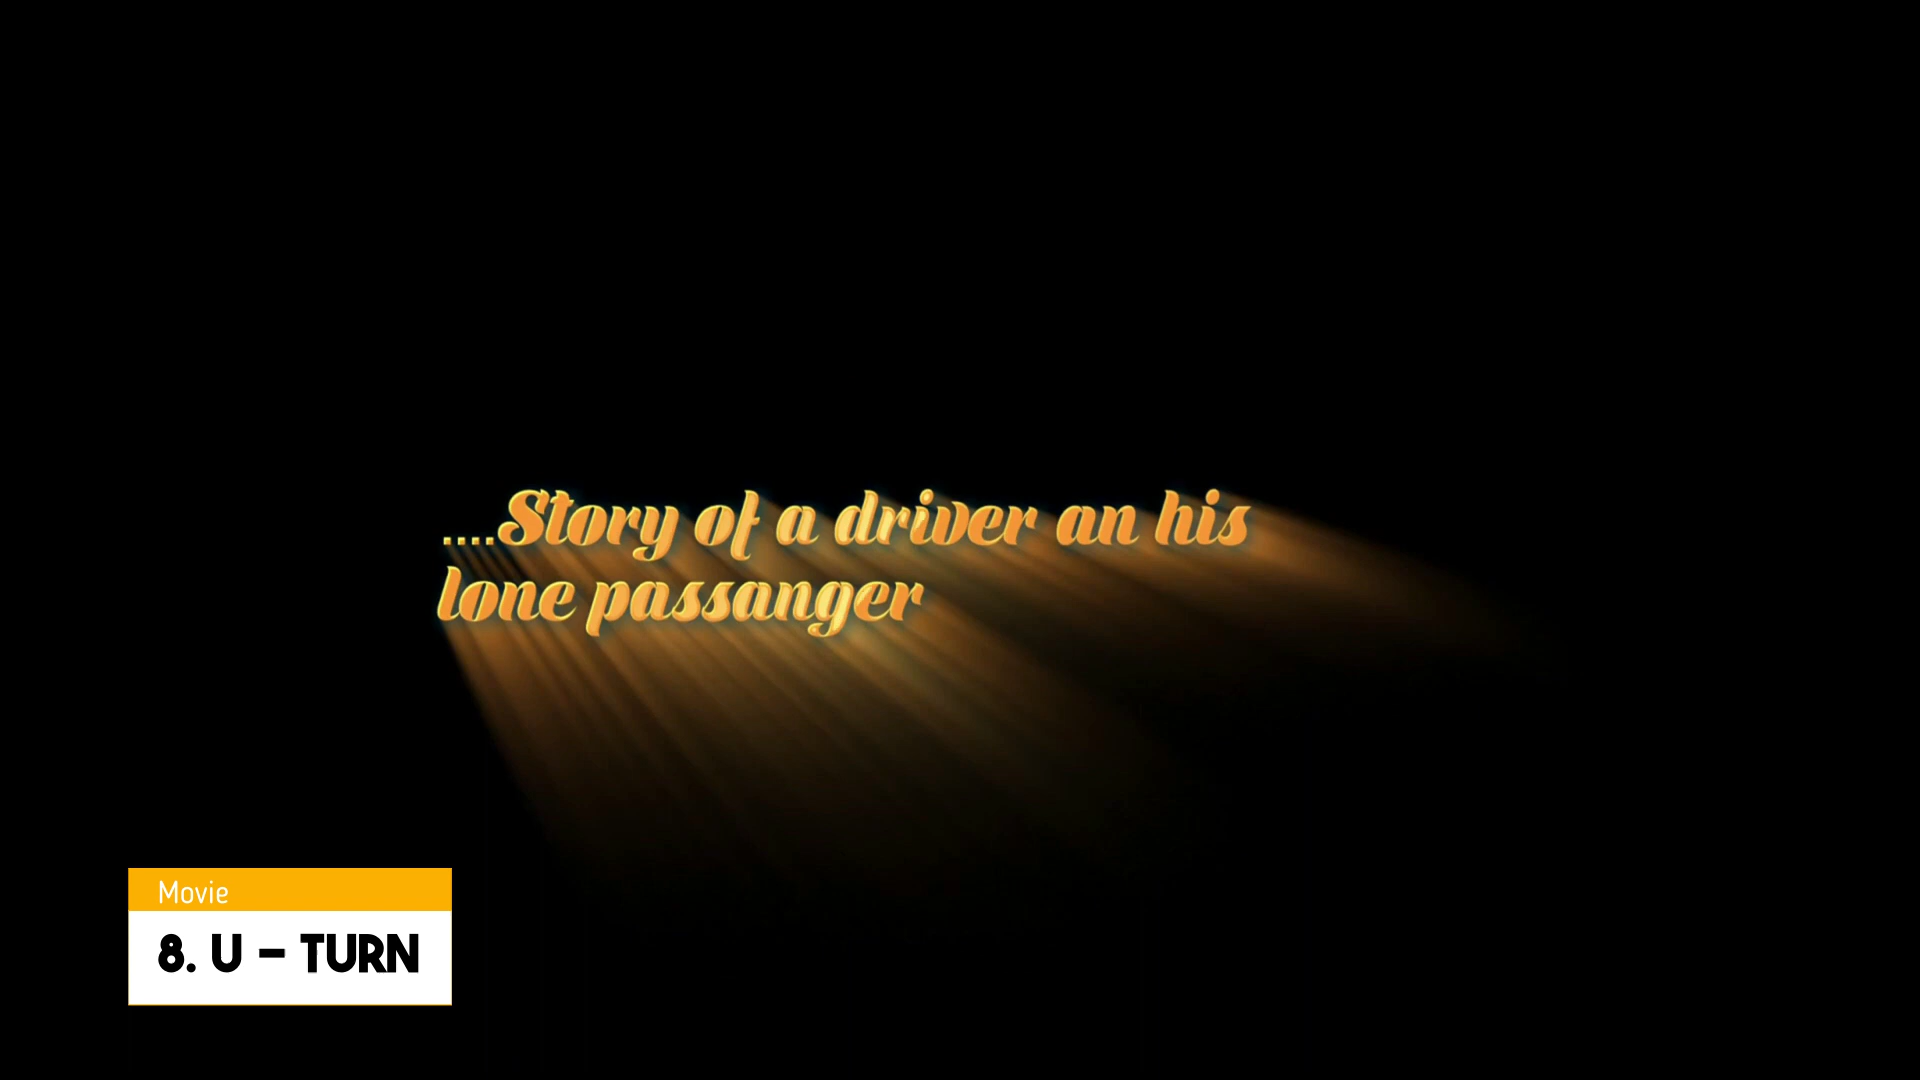 ....Story of a driver an his
lone passanger
Movie
8. U - TURN